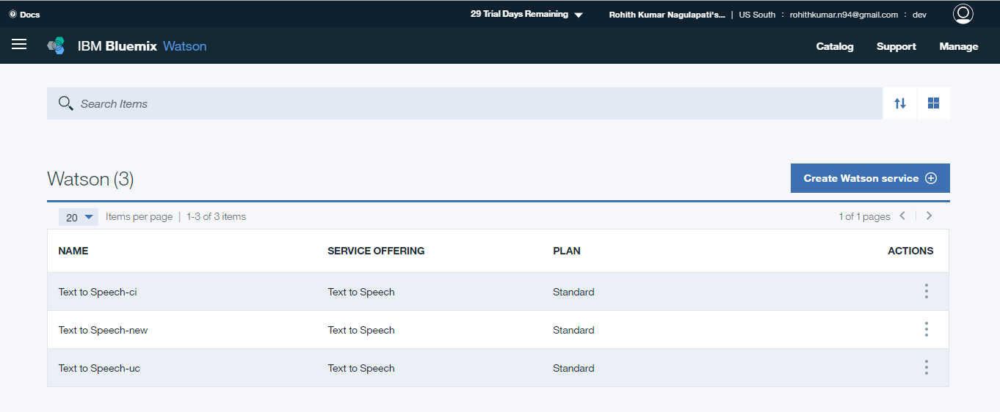 Docs
29 Trial Days Remaining
Rohith Kumar Nagulapati's... | US South : rohithkumar.n94@gmail.com : dev
IBM Bluemix Watson
Catalog Support Manage
Search Items
Watson (3)
Create Watson service
20 Items per page | 1-3 of 3 items
1 of 1 pages
NAME SERVICE OFFERING PLAN ACTIONS
Text to Speech-ci Text to Speech Standard
Text to Speech-new Text to Speech Standard
Text to Speech-uc Text to Speech Standard